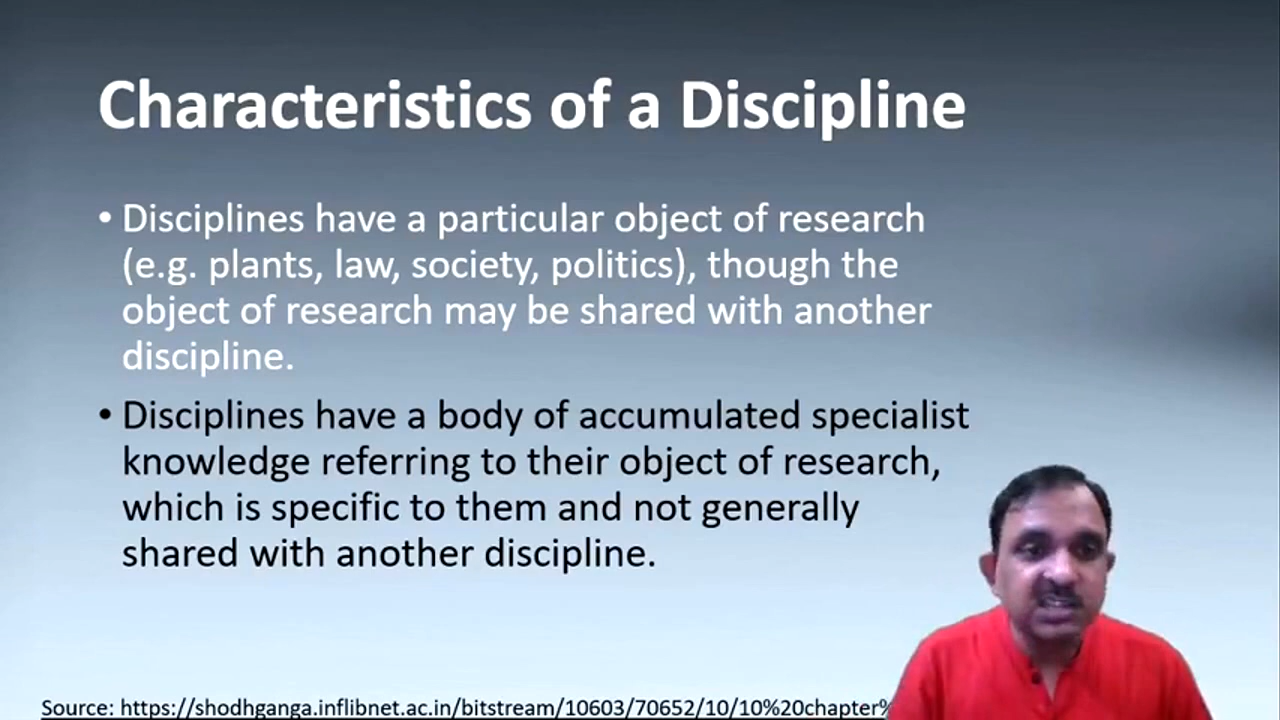 Characteristics of a Discipline
• Disciplines have a particular object of research
(e.g. plants, law, society, politics), though the
object of research may be shared with another
discipline.
• Disciplines have a body of accumulated specialist
knowledge referring to their object of research,
which is specific to them and not generally
shared with another discipline.
Source: https://shodhganga.inflibnet.ac.in/bitstream/10603/70652/10/10%20chapter%